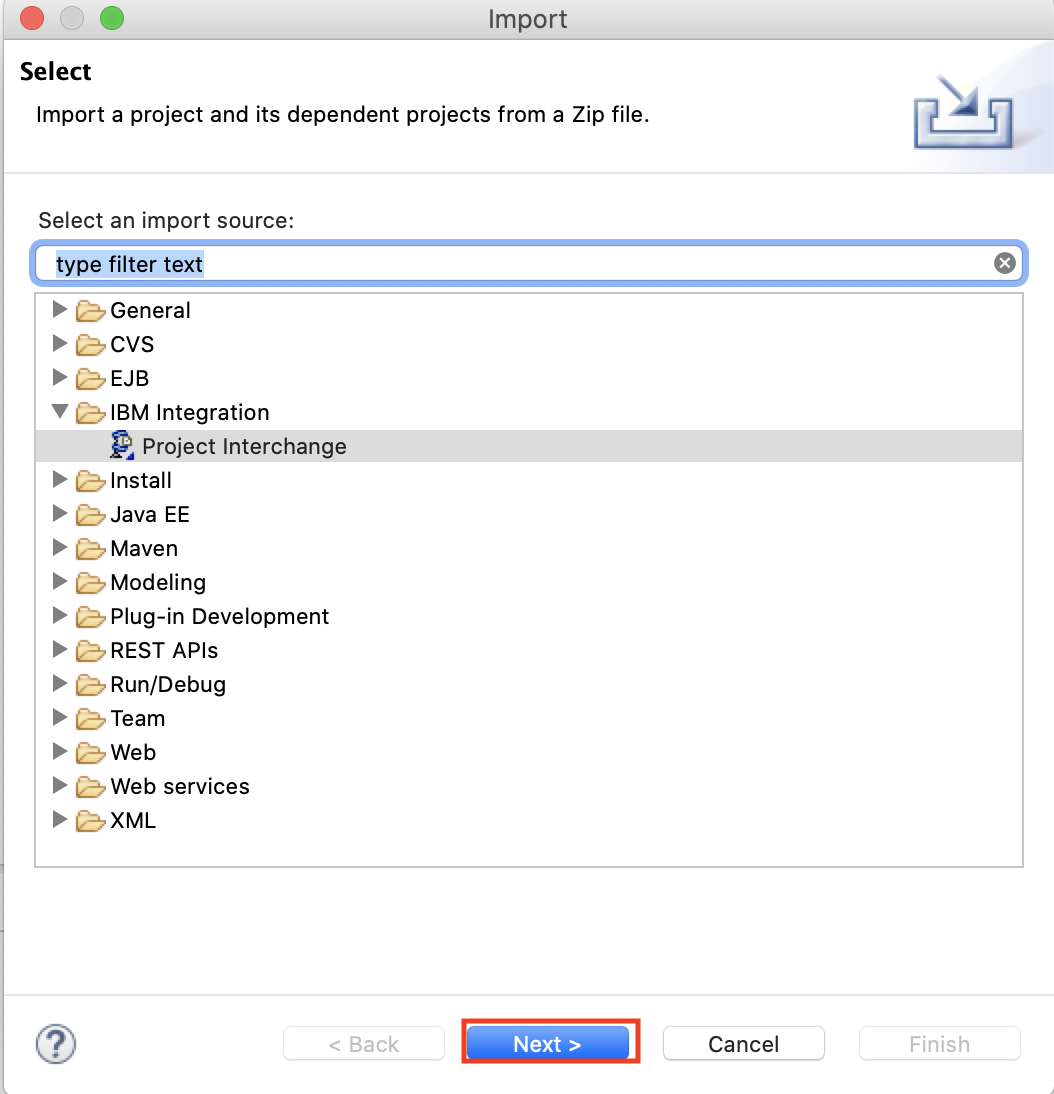 Import
Select
Import a project and its dependent projects from a Zip file.
Select an import source:
type filter text
General
CVS
EJB
IBM Integration
Project Interchange
Install
Java EE
Maven
Modeling
Plug-in Development
REST APIs
Run/Debug
Team
Web
Web services
XML
? < Back Next > Cancel Finish